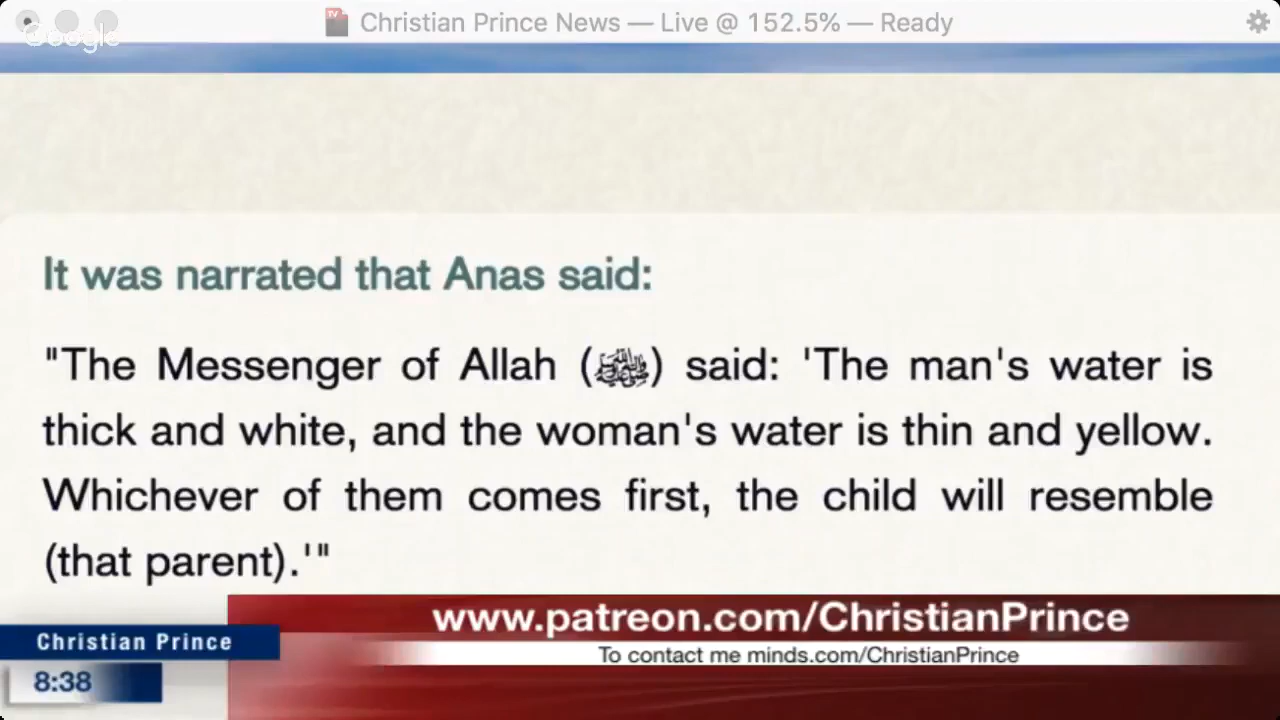 Christian Prince News — Live @ 152.5% — Ready
Google
It was narrated that Anas said:
"The Messenger of Allah (ﷺ) said: 'The man's water is
thick and white, and the woman's water is thin and yellow.
Whichever of them comes first, the child will resemble
(that parent).'"
www.patreon.com/ChristianPrince
Christian Prince
To contact me minds.com/ChristianPrince
8:38